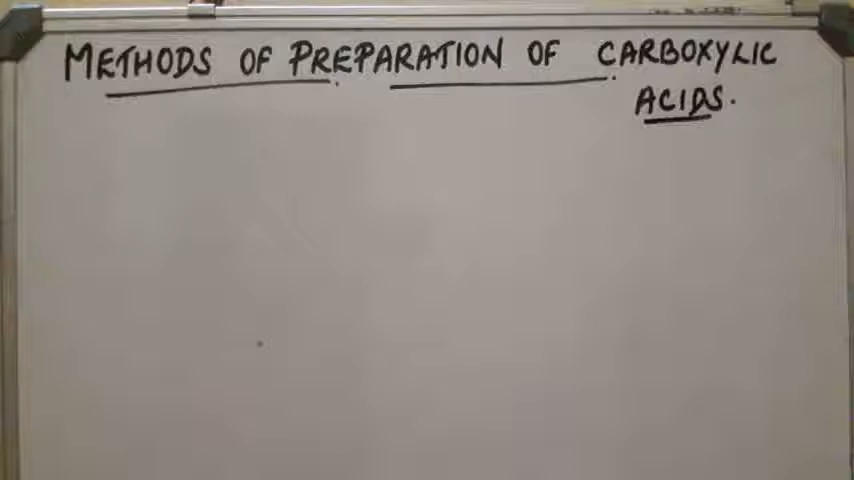 METHODS OF PREPARATION OF CARBOXYLIC
ACIDS.